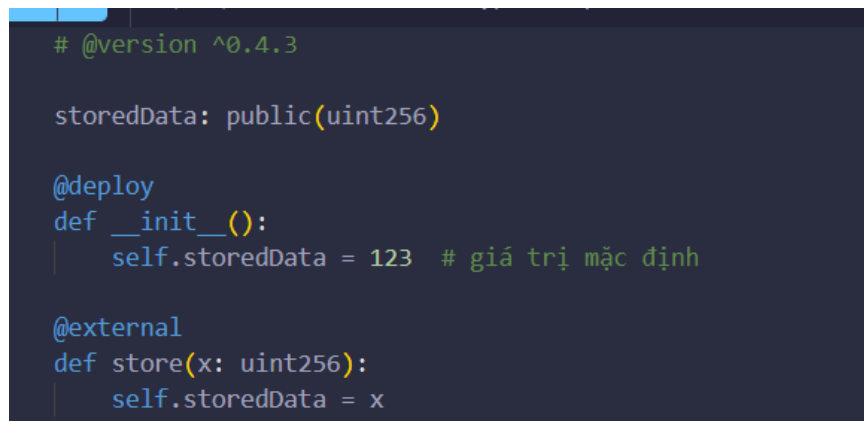 # @version ^0.4.3
storedData: public(uint256)
@deploy
def __init__():
self.storedData = 123  # giá trị mặc định
@external
def store(x: uint256):
self.storedData = x